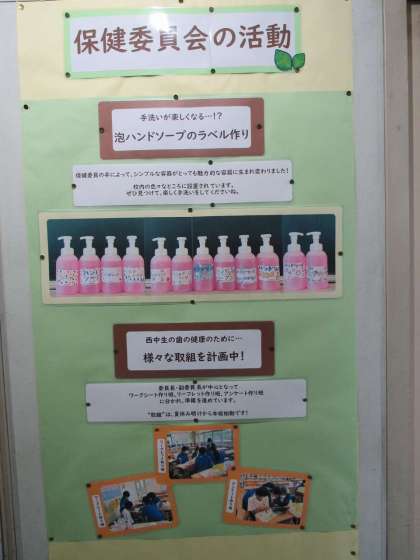 保健委員会の活動
手洗いが楽しくなる…!?
泡ハンドソープのラベル作り
保健委員の手によって、シンプルな容器がとっても魅力的な容器に生まれ変わりました!
校内の色々なところに設置されています。
ぜひ見つけて、楽しく手洗いをしてくださいね。
西中生の歯の健康のために…
様々な取組を計画中!
委員長・副委員長が中心となって
ワークシート作り班、リーフレット作り班、アンケート作り班
に分かれ、準備を進めています。
"取組"は、夏休み明けから本格始動です!